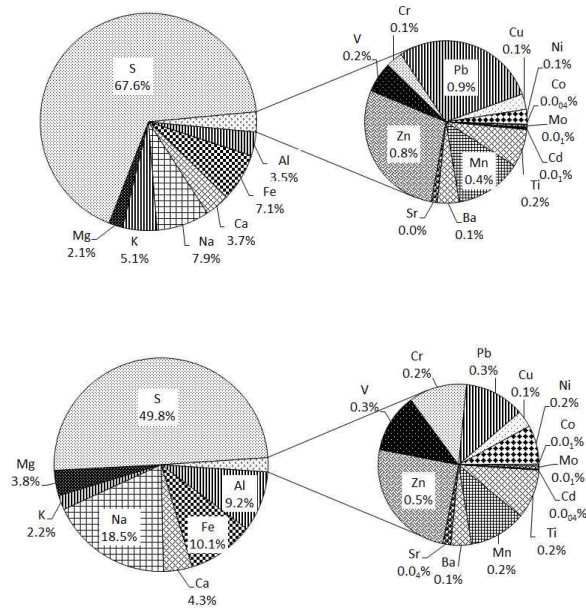 S
67.6%
Al
3.5%
Fe
7.1%
Ca
3.7%
Na
7.9%
K
5.1%
Mg
2.1%
V
0.2%
Cr
0.1%
Pb
0.9%
Cu
0.1%
Ni
0.1%
Co
0.04%
Mo
0.01%
Cd
0.01%
Ti
0.2%
Mn
0.4%
Ba
0.1%
Sr
0.0%
Zn
0.8%
S
49.8%
Al
9.2%
Fe
10.1%
Ca
4.3%
Na
18.5%
K
2.2%
Mg
3.8%
V
0.3%
Cr
0.2%
Pb
0.3%
Cu
0.1%
Ni
0.2%
Co
0.01%
Mo
0.01%
Cd
0.04%
Ti
0.2%
Mn
0.2%
Ba
0.1%
Sr
0.04%
Zn
0.5%